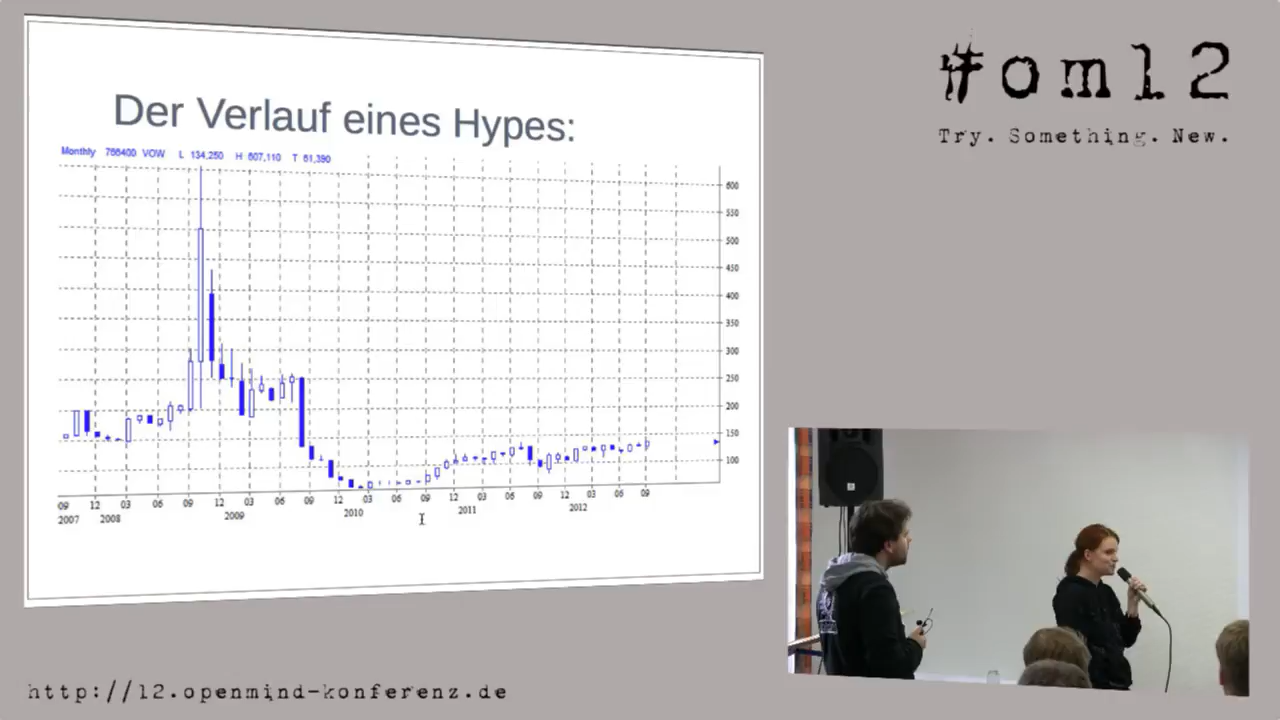 Der Verlauf eines Hypes:
Monthly 766400 VOW L 134,250 H 607,110 T 61,390
600
550
500
450
400
350
300
250
200
150
100
09 12 03 06 09 12 03 06 09 12 03 06 09 12 03 06 09 12 03 06 09
2007 2008 2009 2010 2011 2012
#om12
Try. Something. New.
http://12.openmind-konferenz.de